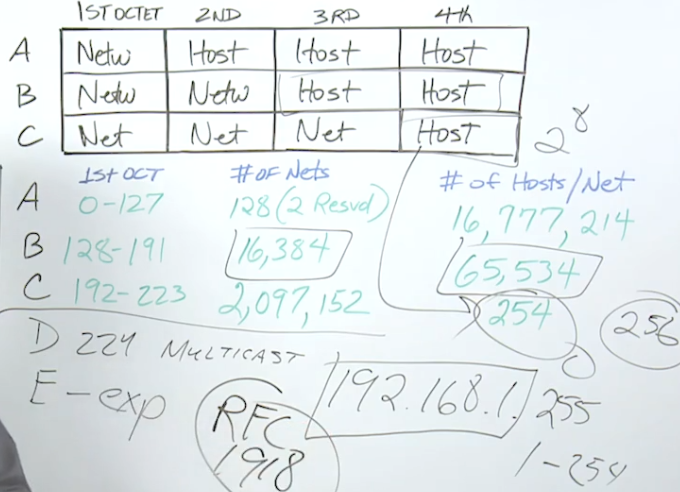 1ST OCTET 2ND 3RD 4th
A Netw Host Host Host
B Netw Netw Host Host
C Net Net Net Host 2^8
1st OCT # OF Nets # of Hosts/Net
A 0-127 128 (2 Resvd) 16,777,214
B 128-191 16,384 65,534
C 192-223 2,097,152 254 256
D 224 MULTICAST
E - exp 192.168.1. 255
RFC
1918 1-254